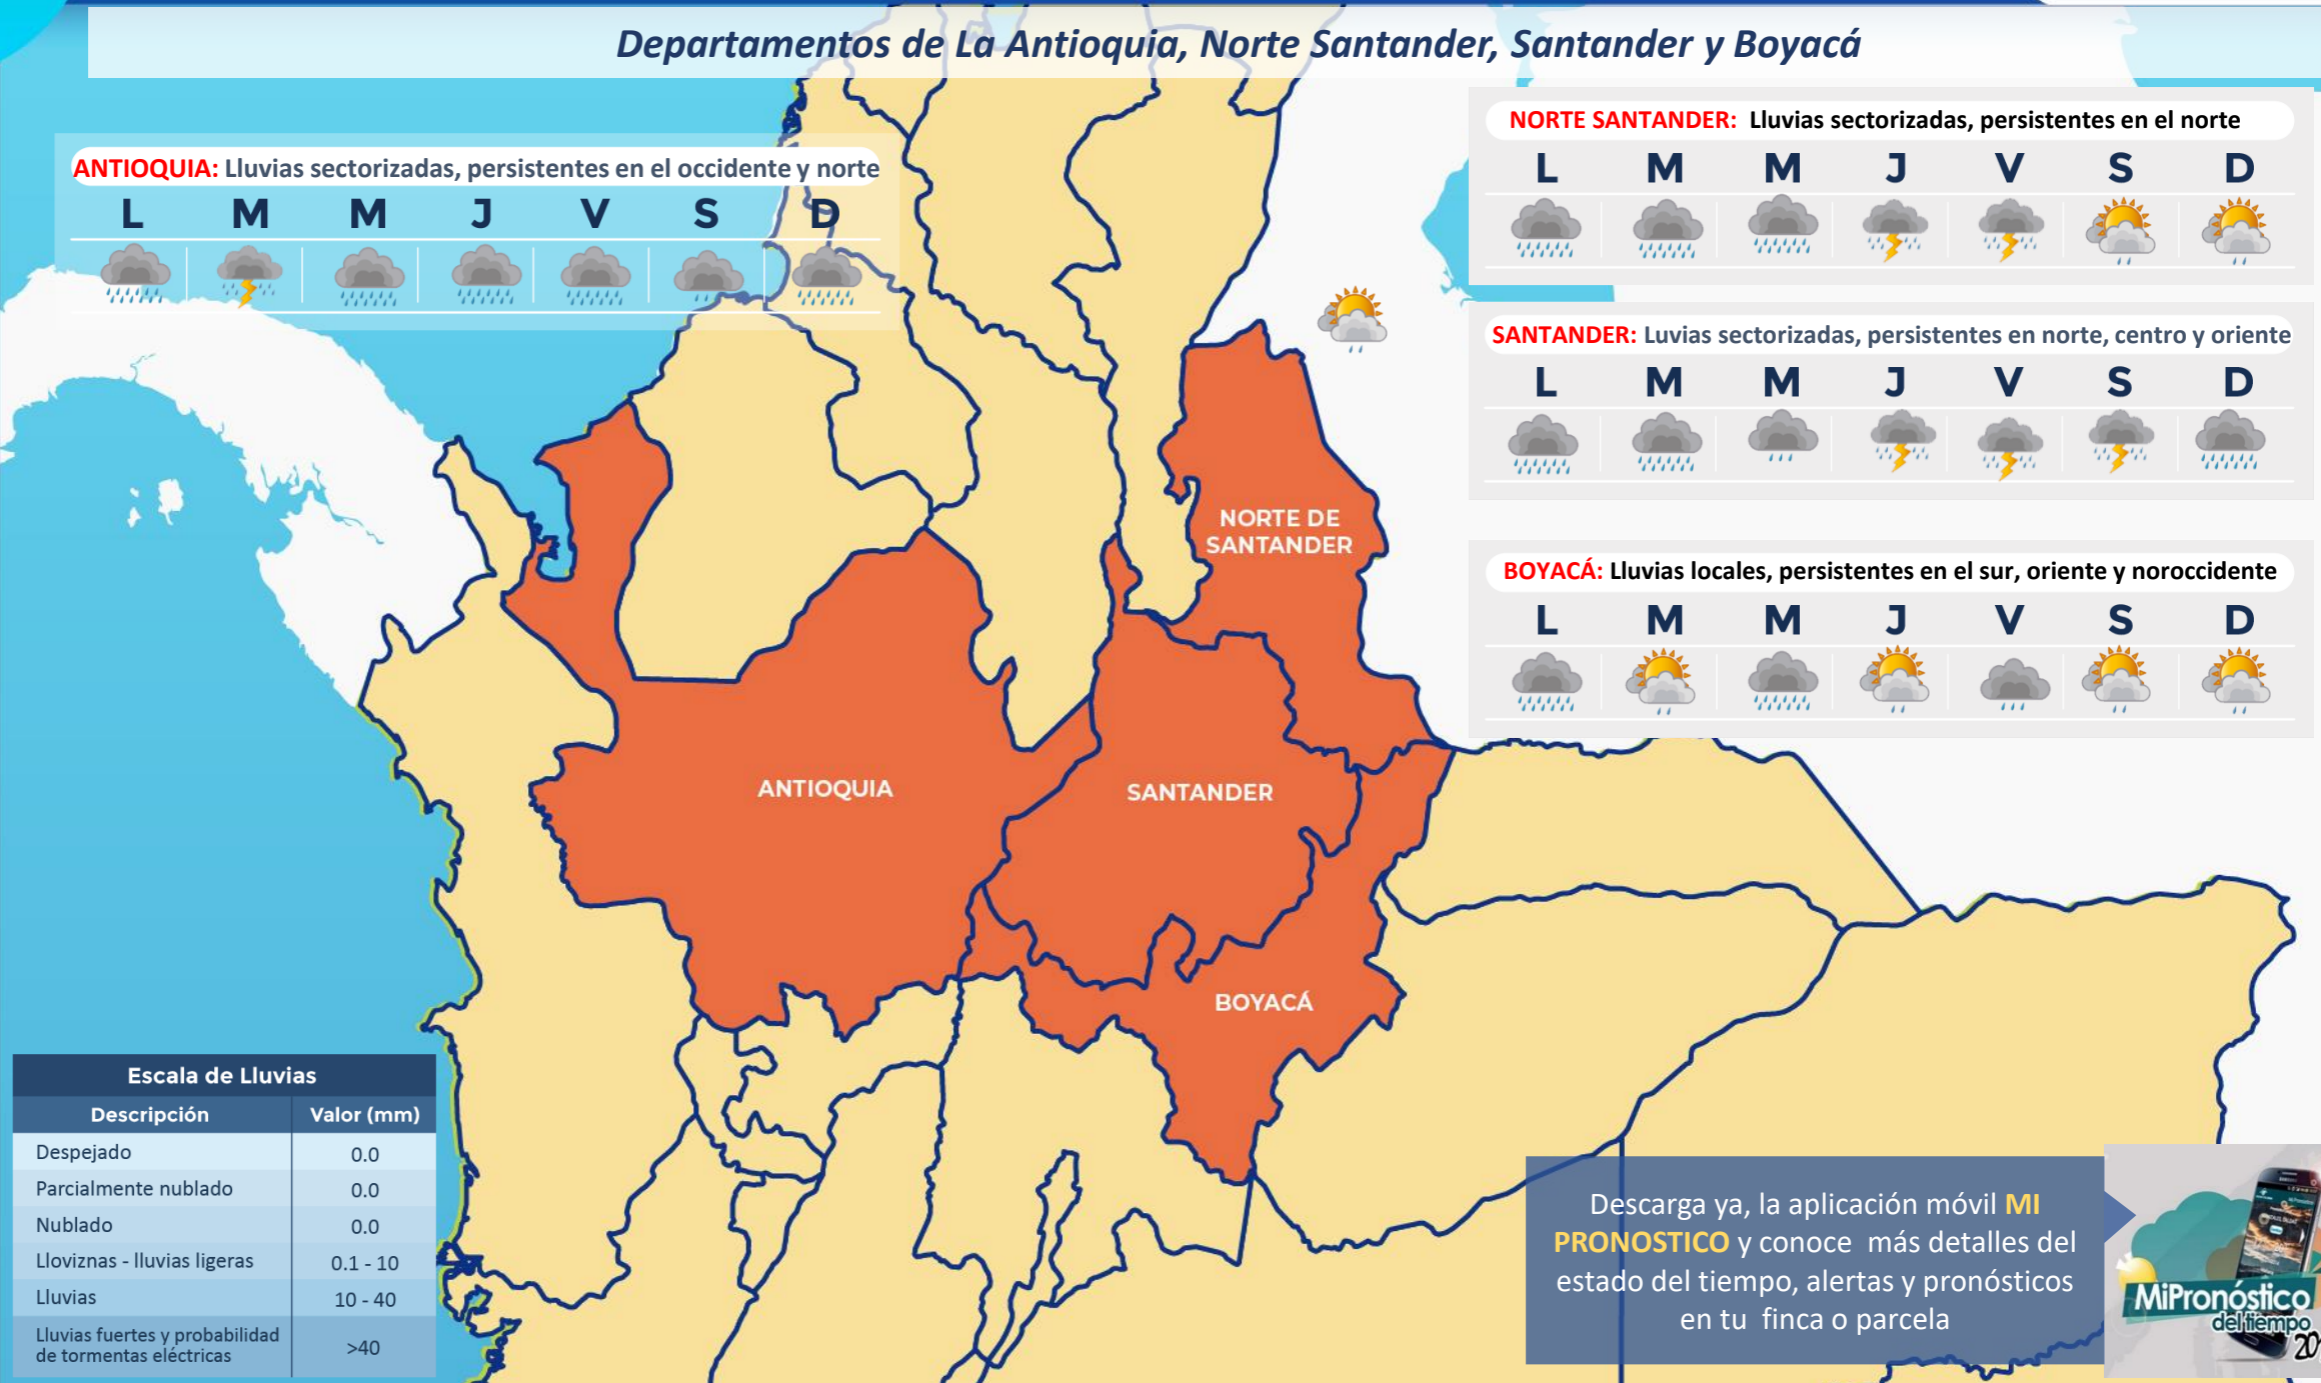 Departamentos de La Antioquia, Norte Santander, Santander y Boyacá
ANTIOQUIA: Lluvias sectorizadas, persistentes en el occidente y norte
L M M J V S D
NORTE SANTANDER: Lluvias sectorizadas, persistentes en el norte
L M M J V S D
SANTANDER: Luvias sectorizadas, persistentes en norte, centro y oriente
L M M J V S D
BOYACÁ: Lluvias locales, persistentes en el sur, oriente y noroccidente
L M M J V S D
NORTE DE
SANTANDER
ANTIOQUIA
SANTANDER
BOYACÁ
Escala de Lluvias
Descripción Valor (mm)
Despejado 0.0
Parcialmente nublado 0.0
Nublado 0.0
Lloviznas - lluvias ligeras 0.1 - 10
Lluvias 10 - 40
Lluvias fuertes y probabilidad
de tormentas eléctricas >40
Descarga ya, la aplicación móvil MI
PRONOSTICO y conoce más detalles del
estado del tiempo, alertas y pronósticos
en tu finca o parcela
MiPronóstico
del tiempo